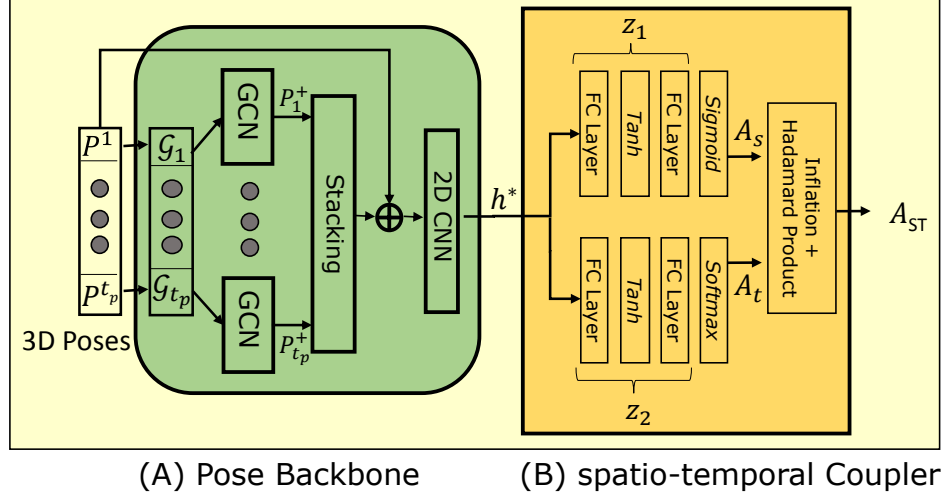 P^1
P^{t_p}
3D Poses
𝒢_1
𝒢_{t_p}
GCN
GCN
P_1^+
P_{t_p}^+
Stacking
⊕
2D CNN
h^*
z_1
FC Layer
Tanh
FC Layer
Sigmoid
A_s
FC Layer
Tanh
FC Layer
Softmax
A_t
z_2
Inflation +
Hadamard Product
A_{ST}
(A) Pose Backbone
(B) spatio-temporal Coupler